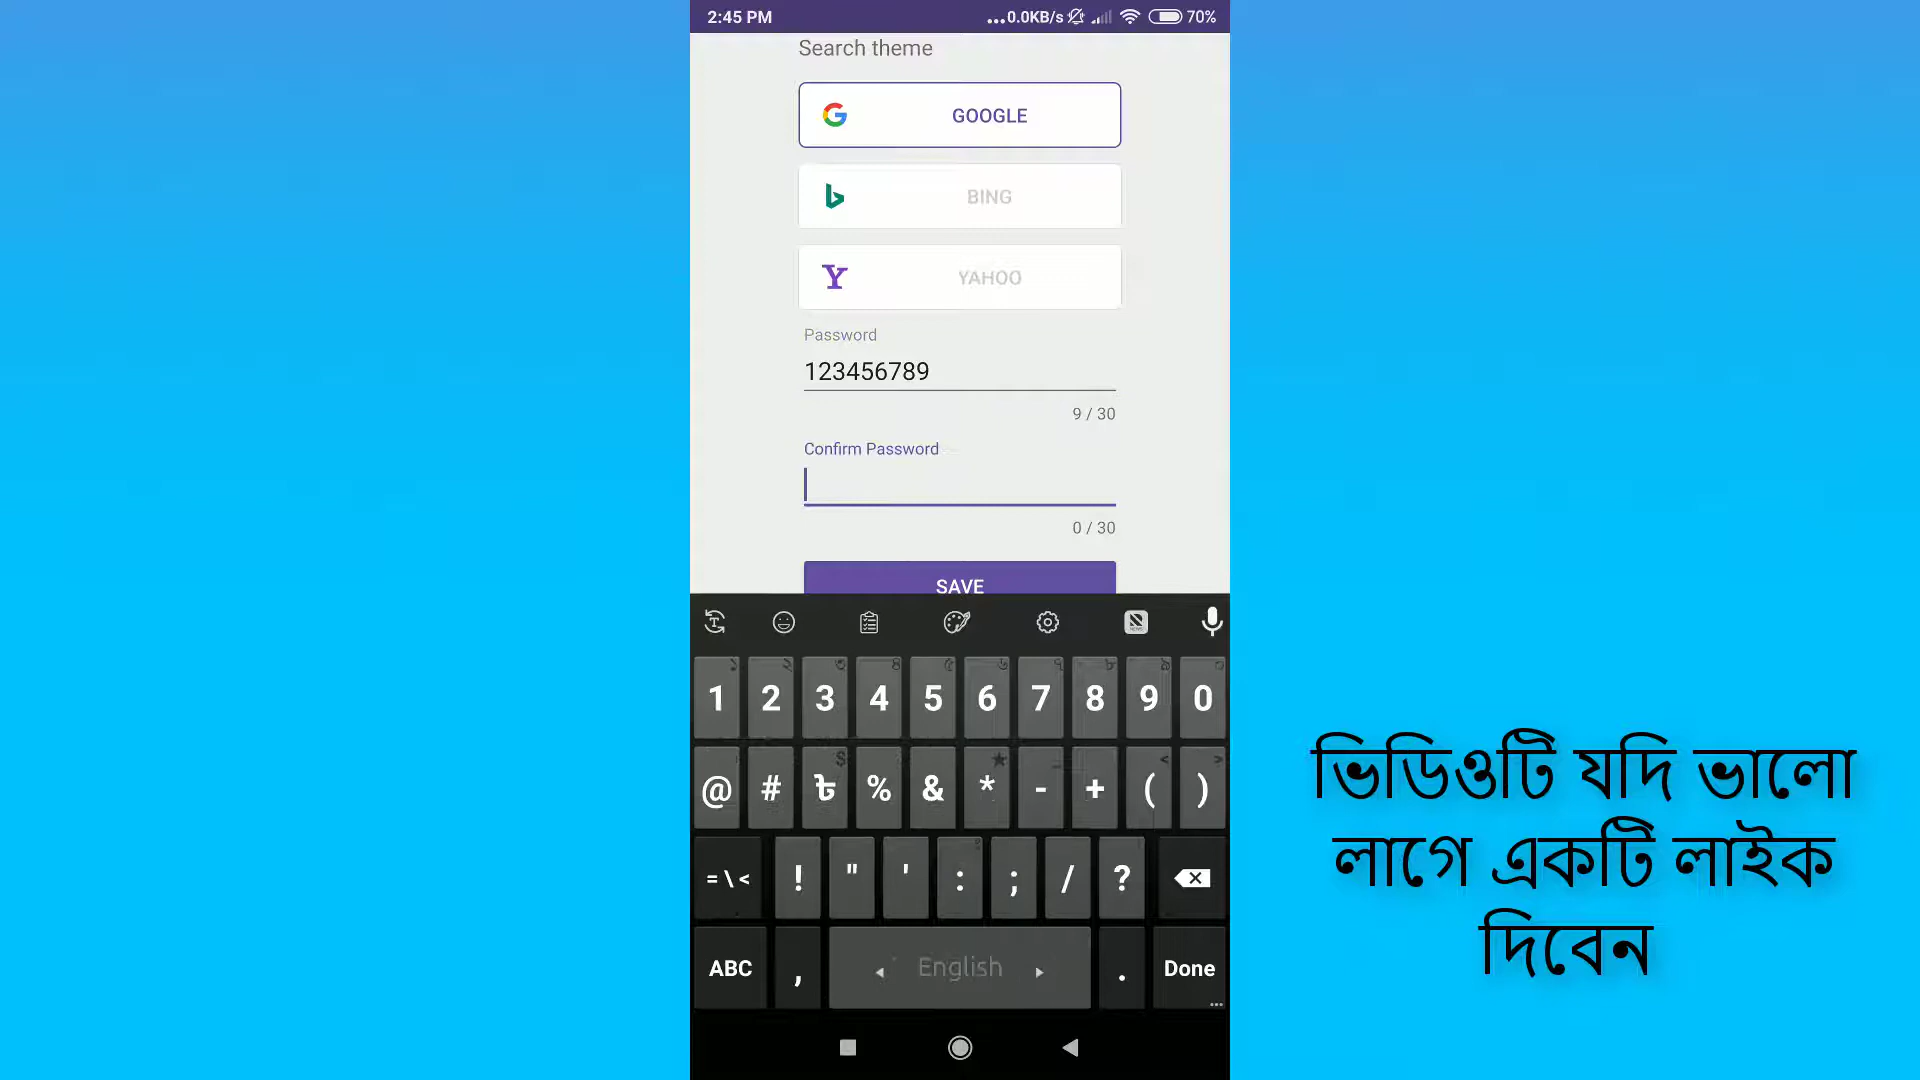 2:45 PM ...0.0KB/s 70%
Search theme
GOOGLE
BING
YAHOO
Password
123456789
9 / 30
Confirm Password
0 / 30
SAVE
1 2 3 4 5 6 7 8 9 0
@ # ৳ % & * - + ( )
= \ < ! " ' : ; / ?
ABC , English . Done
ভিডিওটি যদি ভালো
লাগে একটি লাইক
দিবেন